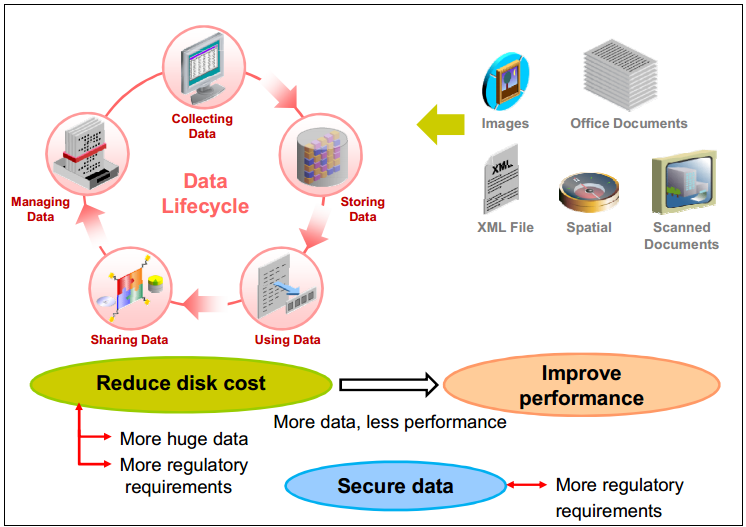 Collecting
Data
Managing
Data
Data
Lifecycle
Storing
Data
Sharing Data
Using Data
Images
Office Documents
XML
XML File
Spatial
Scanned
Documents
Reduce disk cost
Improve
performance
More data, less performance
More huge data
More regulatory
requirements
Secure data
More regulatory
requirements